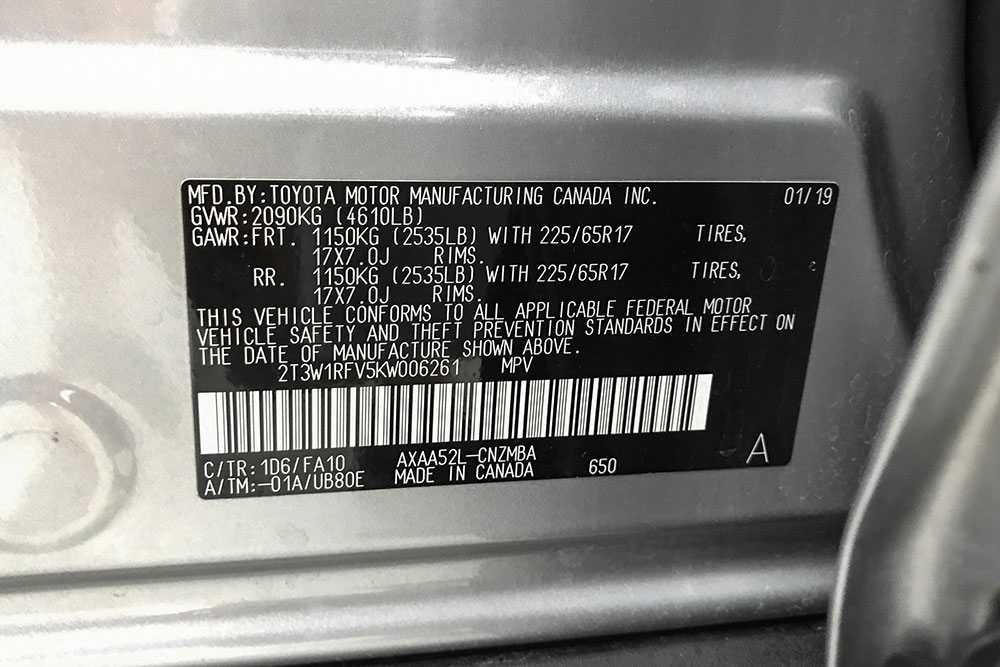 MFD.BY:TOYOTA MOTOR MANUFACTURING CANADA INC. 01/19
GVWR:2090KG (4610LB)
GAWR:FRT. 1150KG (2535LB) WITH 225/65R17 TIRES,
17X7.0J RIMS.
RR. 1150KG (2535LB) WITH 225/65R17 TIRES,
17X7.0J RIMS.
THIS VEHICLE CONFORMS TO ALL APPLICABLE FEDERAL MOTOR
VEHICLE SAFETY AND THEFT PREVENTION STANDARDS IN EFFECT ON
THE DATE OF MANUFACTURE SHOWN ABOVE.
2T3W1RFV5KW006261 MPV
C/TR:1D6/FA10 AXAA52L-CNZMBA 650 A
A/TM:-01A/UB80E MADE IN CANADA